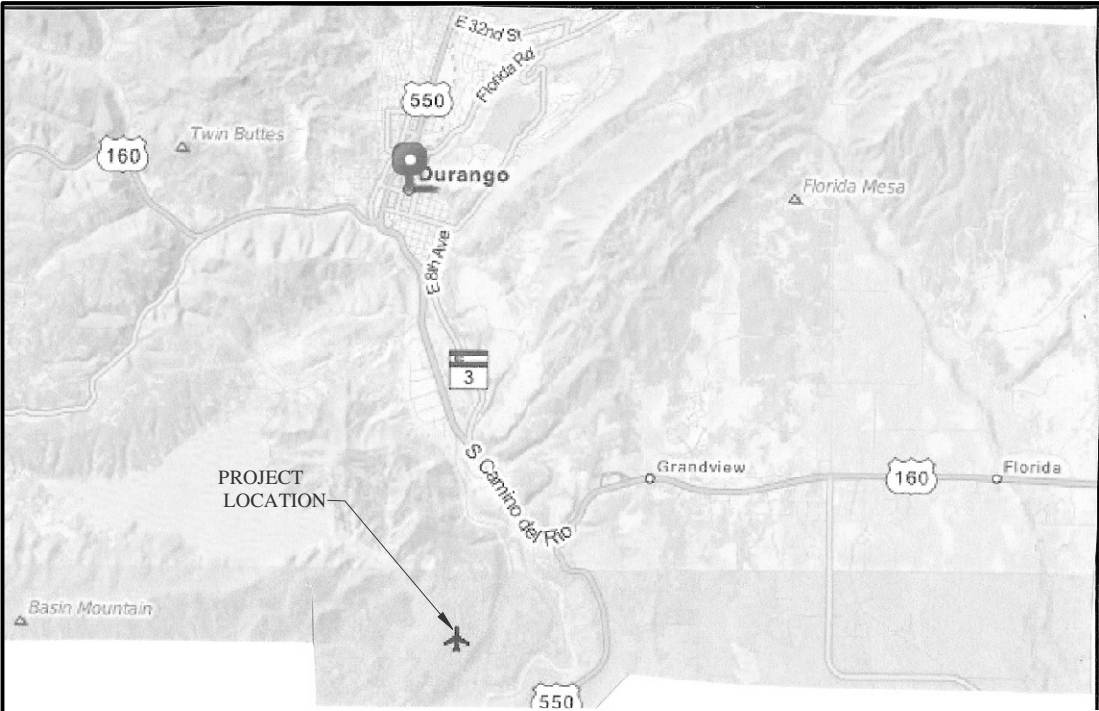 E 32nd St
Florida Rd
550
Twin Buttes
160
Durango
Florida Mesa
E 8th Ave
3
S Camino del Rio
Grandview
160
Florida
PROJECT
LOCATION
Basin Mountain
550